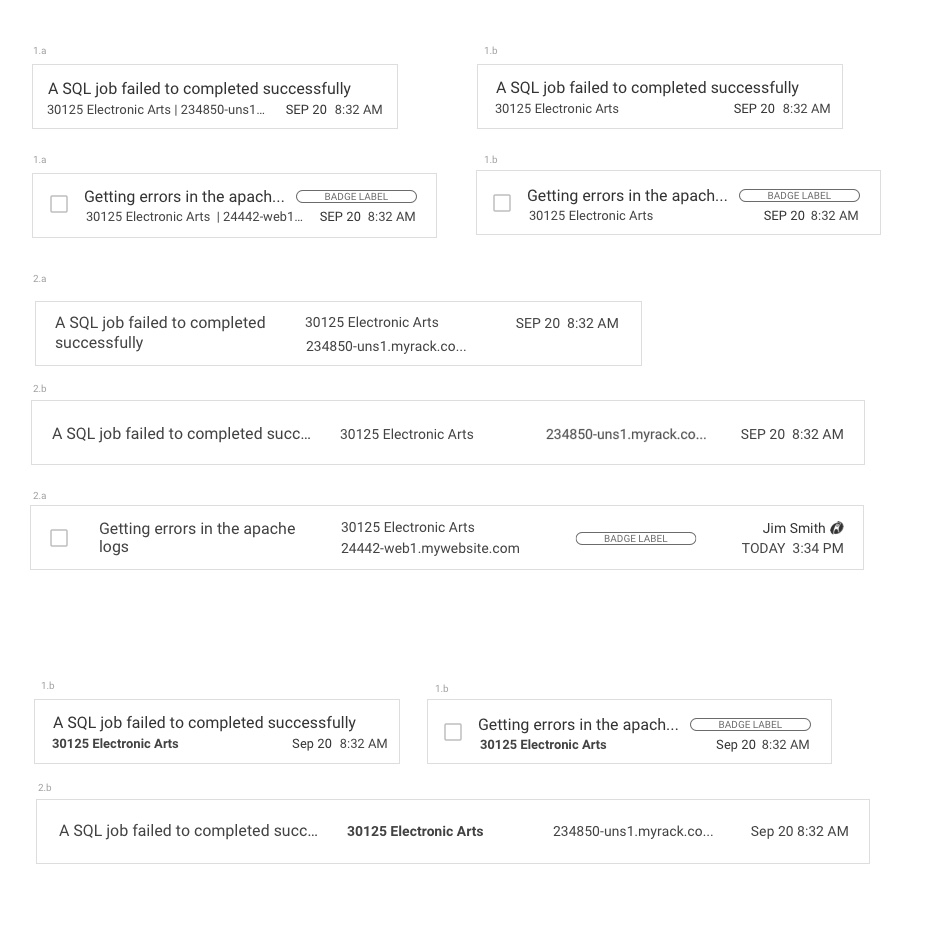 1.a
1.b
A SQL job failed to completed successfully
30125 Electronic Arts | 234850-uns1... SEP 20 8:32 AM
A SQL job failed to completed successfully
30125 Electronic Arts SEP 20 8:32 AM
1.a
1.b
Getting errors in the apach... BADGE LABEL
30125 Electronic Arts | 24442-web1... SEP 20 8:32 AM
Getting errors in the apach... BADGE LABEL
30125 Electronic Arts SEP 20 8:32 AM
2.a
A SQL job failed to completed
successfully
30125 Electronic Arts
234850-uns1.myrack.co...
SEP 20 8:32 AM
2.b
A SQL job failed to completed succ... 30125 Electronic Arts 234850-uns1.myrack.co... SEP 20 8:32 AM
2.a
Getting errors in the apache
logs
30125 Electronic Arts
24442-web1.mywebsite.com
BADGE LABEL
Jim Smith
TODAY 3:34 PM
1.b
1.b
A SQL job failed to completed successfully
30125 Electronic Arts Sep 20 8:32 AM
Getting errors in the apach... BADGE LABEL
30125 Electronic Arts Sep 20 8:32 AM
2.b
A SQL job failed to completed succ... 30125 Electronic Arts 234850-uns1.myrack.co... Sep 20 8:32 AM